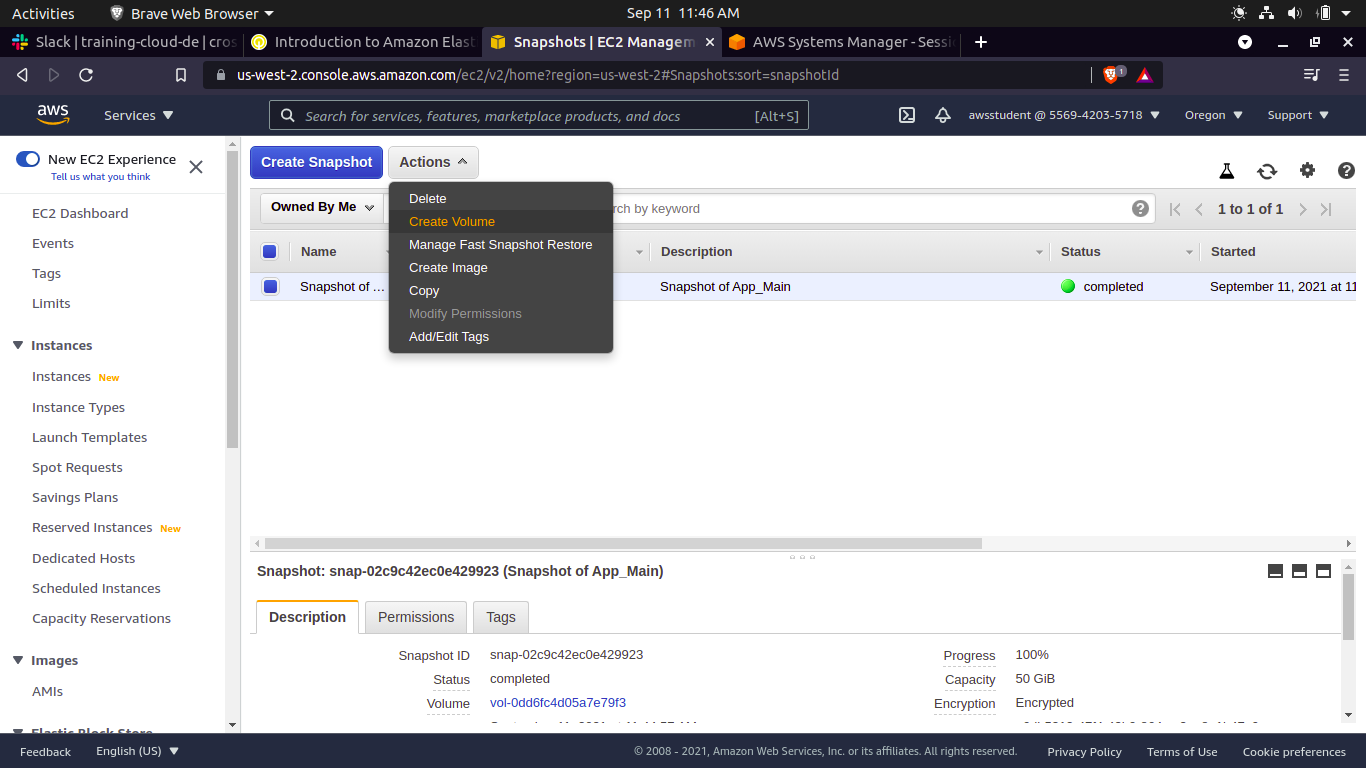 Activities
Brave Web Browser
Sep 11 11:46 AM
Slack | training-cloud-de | cros
Introduction to Amazon Elast
Snapshots | EC2 Managem
AWS Systems Manager - Sessi
us-west-2.console.aws.amazon.com/ec2/v2/home?region=us-west-2#Snapshots:sort=snapshotId
1
aws
Services
Search for services, features, marketplace products, and docs
[Alt+S]
awsstudent @ 5569-4203-5718
Oregon
Support
New EC2 Experience
Tell us what you think
EC2 Dashboard
Events
Tags
Limits
Instances
Instances New
Instance Types
Launch Templates
Spot Requests
Savings Plans
Reserved Instances New
Dedicated Hosts
Scheduled Instances
Capacity Reservations
Images
AMIs
Elastic Block Store
Create Snapshot
Actions
Delete
Create Volume
Manage Fast Snapshot Restore
Create Image
Copy
Modify Permissions
Add/Edit Tags
Owned By Me
rch by keyword
1 to 1 of 1
Name
Description
Status
Started
Snapshot of ...
Snapshot of App_Main
completed
September 11, 2021 at 11
Snapshot: snap-02c9c42ec0e429923 (Snapshot of App_Main)
Description
Permissions
Tags
Snapshot ID snap-02c9c42ec0e429923
Progress 100%
Status completed
Capacity 50 GiB
Volume vol-0dd6fc4d05a7e79f3
Encryption Encrypted
Feedback
English (US)
© 2008 - 2021, Amazon Web Services, Inc. or its affiliates. All rights reserved.
Privacy Policy
Terms of Use
Cookie preferences